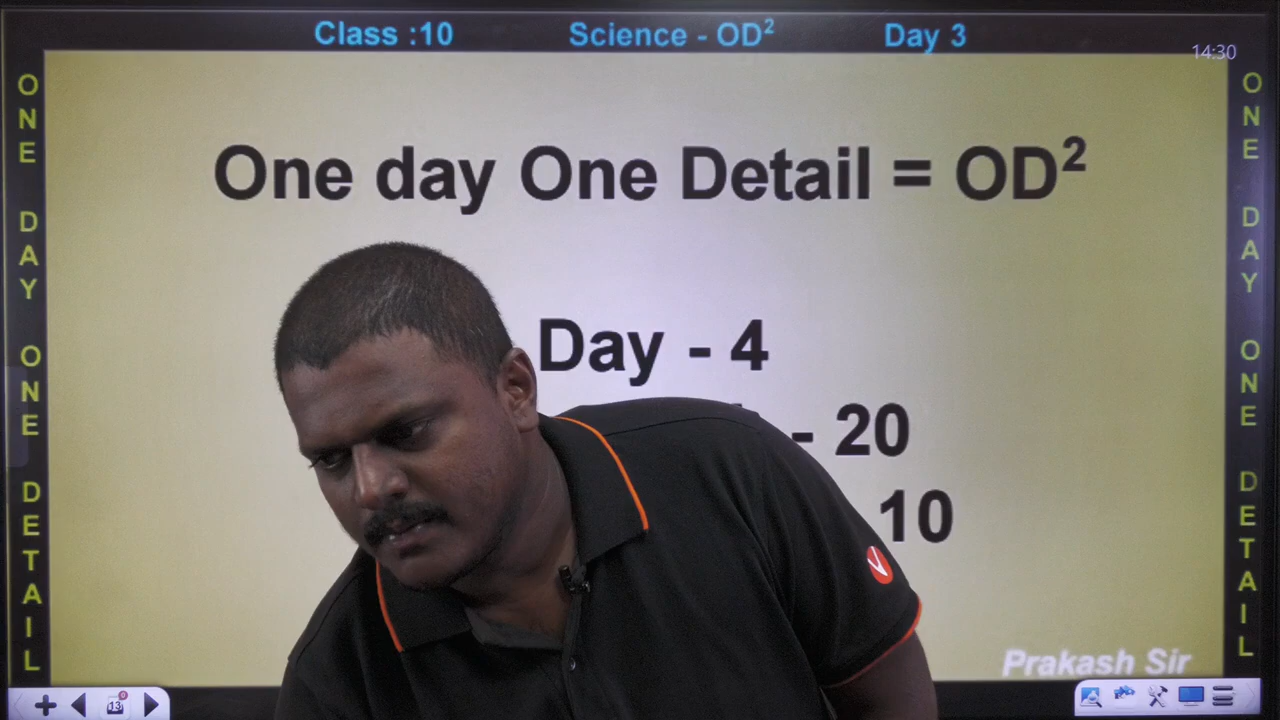 Class :10 Science - OD² Day 3
14:30
One day One Detail = OD²
Day - 4
- 20
10
Prakash Sir
ONE DAY ONE DETAIL
ONE DAY ONE DETAIL
13